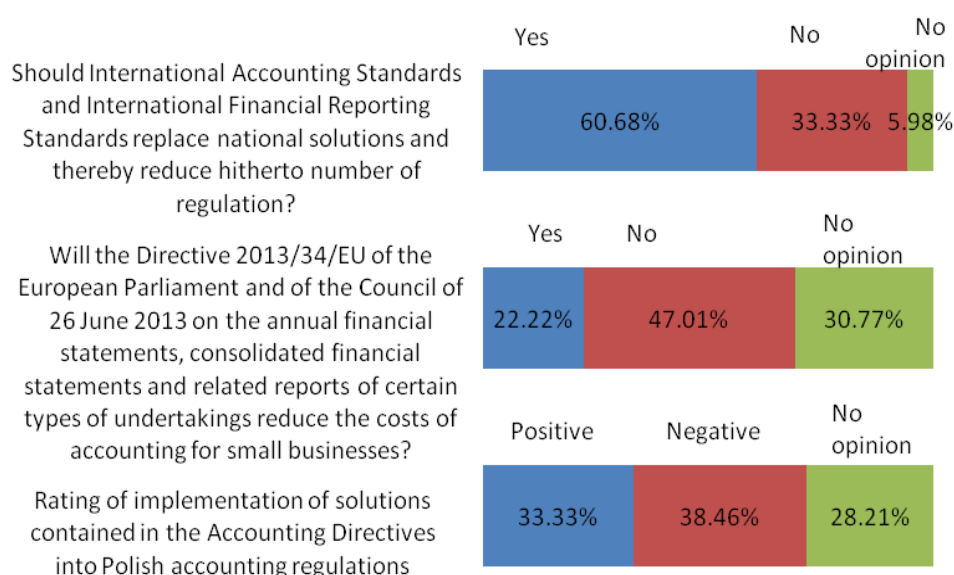 Yes
No
No
opinion
Should International Accounting Standards
and International Financial Reporting
Standards replace national solutions and
thereby reduce hitherto number of
regulation?
60.68%
33.33%
5.98%
Yes
No
No
opinion
Will the Directive 2013/34/EU of the
European Parliament and of the Council of
26 June 2013 on the annual financial
statements, consolidated financial
statements and related reports of certain
types of undertakings reduce the costs of
accounting for small businesses?
22.22%
47.01%
30.77%
Positive
Negative
No
opinion
Rating of implementation of solutions
contained in the Accounting Directives
into Polish accounting regulations
33.33%
38.46%
28.21%